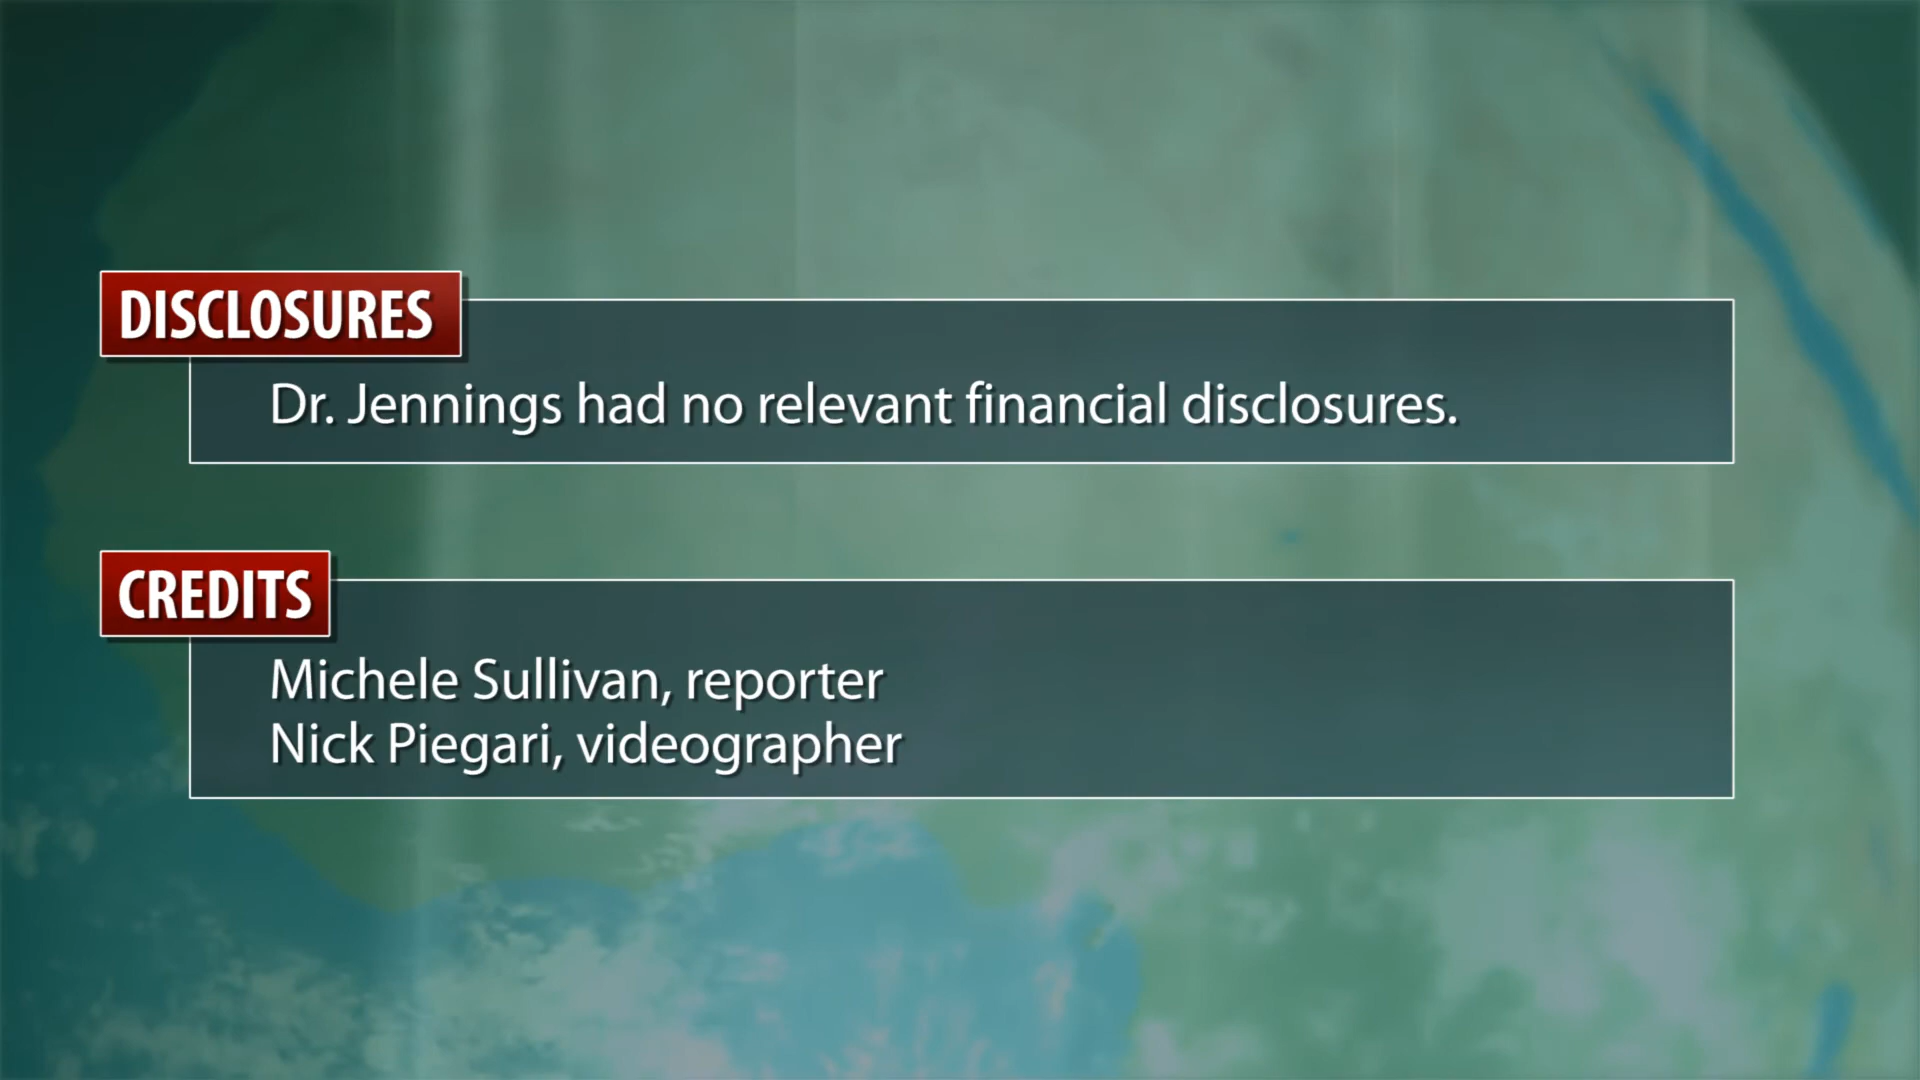 DISCLOSURES
Dr. Jennings had no relevant financial disclosures.
CREDITS
Michele Sullivan, reporter
Nick Piegari, videographer